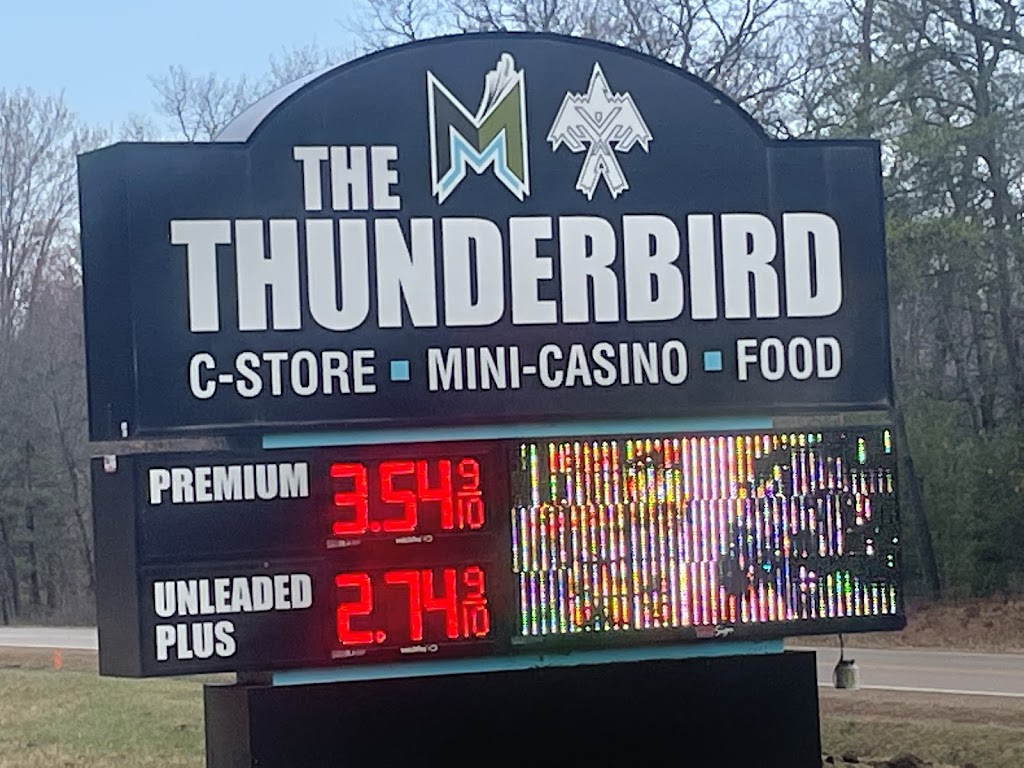 M
THE
THUNDERBIRD
C-STORE ▪ MINI-CASINO ▪ FOOD
PREMIUM 3.54 9/10
UNLEADED
PLUS 2.74 9/10